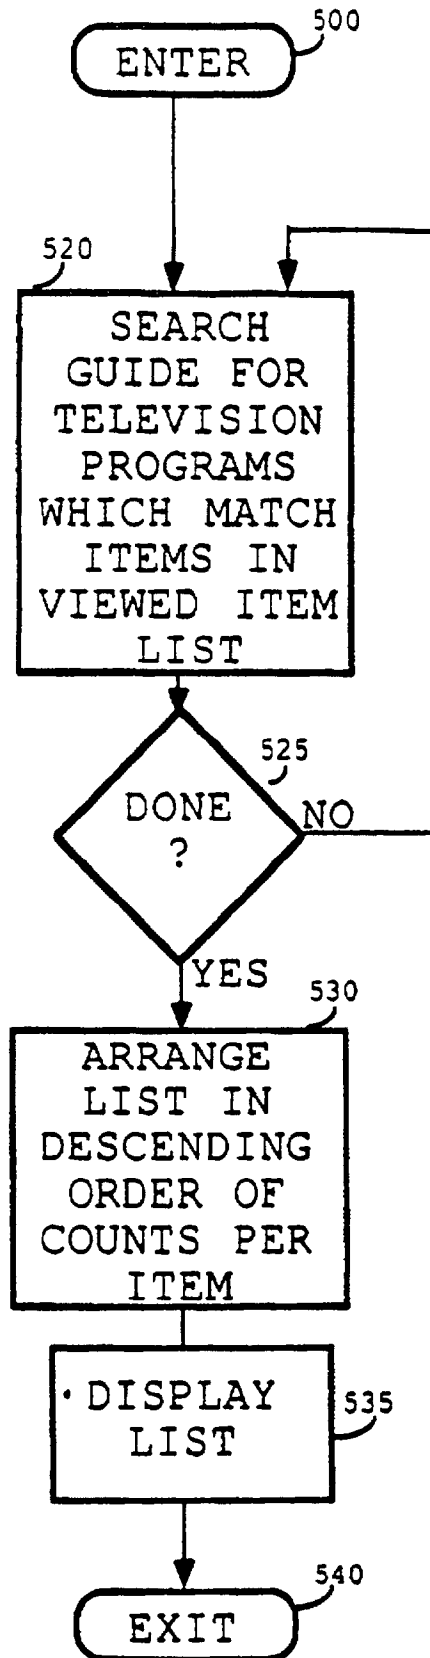 500
ENTER
520
SEARCH
GUIDE FOR
TELEVISION
PROGRAMS
WHICH MATCH
ITEMS IN
VIEWED ITEM
LIST
525
DONE
?
NO
YES
530
ARRANGE
LIST IN
DESCENDING
ORDER OF
COUNTS PER
ITEM
DISPLAY
LIST
535
540
EXIT